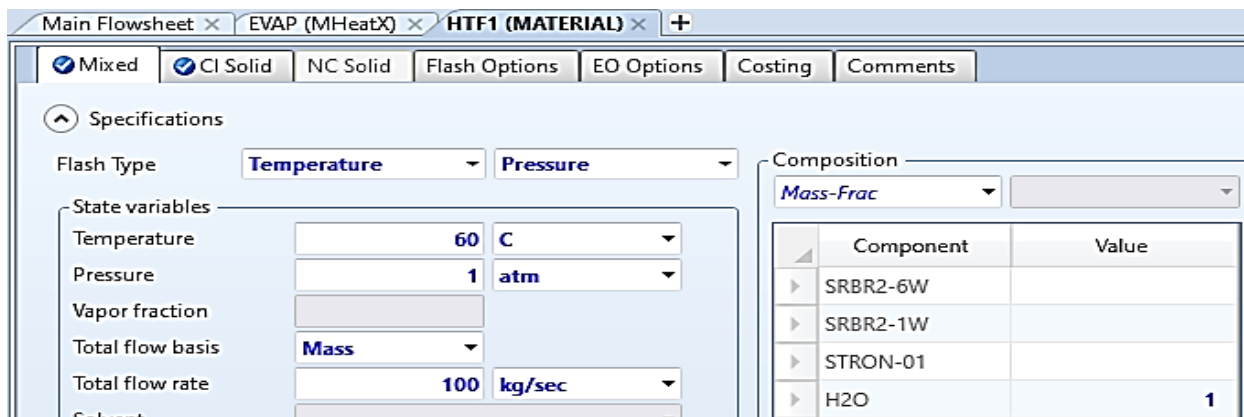 Main Flowsheet × EVAP (MHeatX) × HTF1 (MATERIAL) × +
Mixed CI Solid NC Solid Flash Options EO Options Costing Comments
Specifications
Flash Type Temperature Pressure
Composition
Mass-Frac
State variables
Temperature 60 C
Pressure 1 atm
Vapor fraction
Total flow basis Mass
Total flow rate 100 kg/sec
Solvent
Component Value
SRBR2-6W
SRBR2-1W
STRON-01
H2O 1